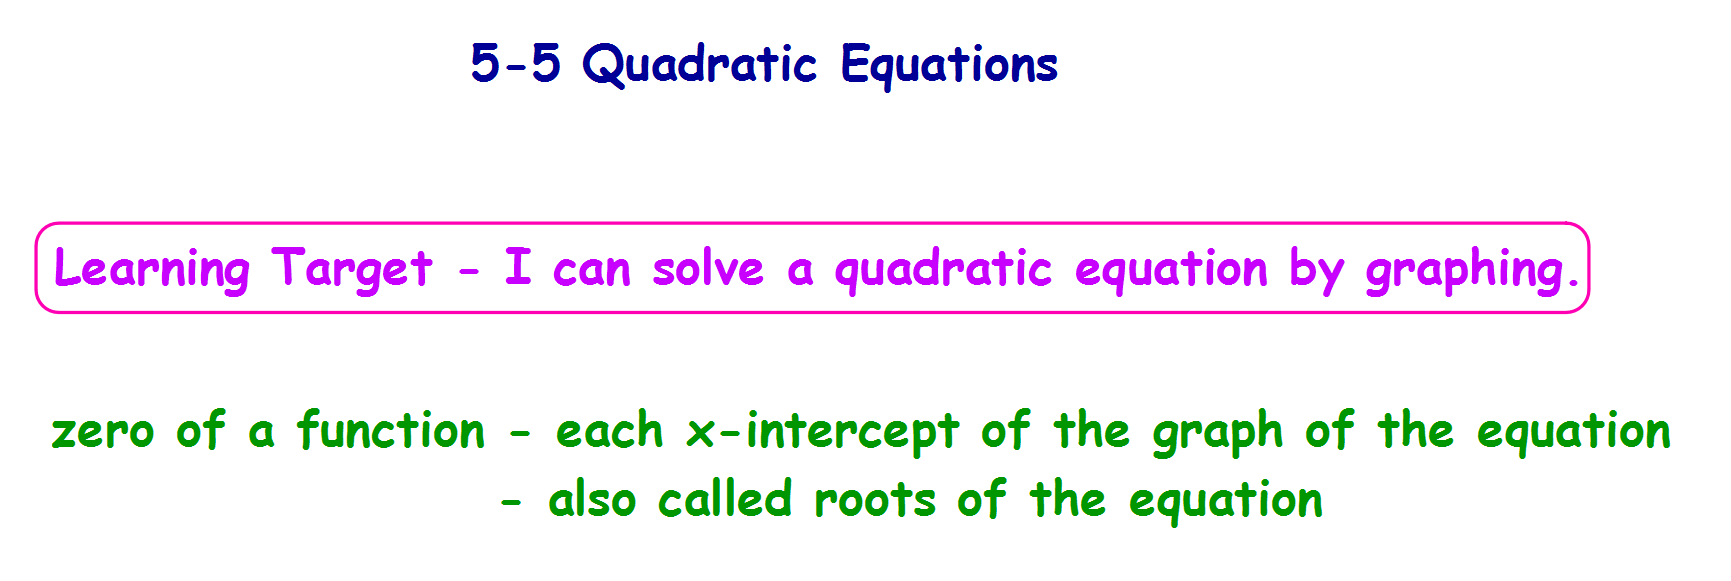 5-5 Quadratic Equations
Learning Target - I can solve a quadratic equation by graphing.
zero of a function - each x-intercept of the graph of the equation
- also called roots of the equation